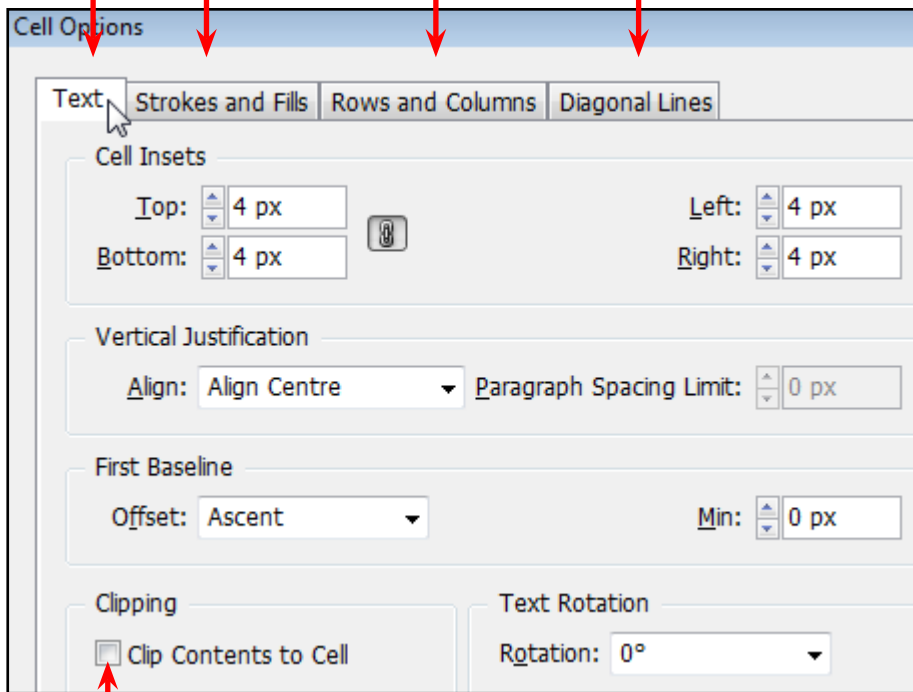 Cell Options
Text Strokes and Fills Rows and Columns Diagonal Lines
Cell Insets
Top: 4 px Left: 4 px
Bottom: 4 px Right: 4 px
Vertical Justification
Align: Align Centre Paragraph Spacing Limit: 0 px
First Baseline
Offset: Ascent Min: 0 px
Clipping Text Rotation
Clip Contents to Cell Rotation: 0°